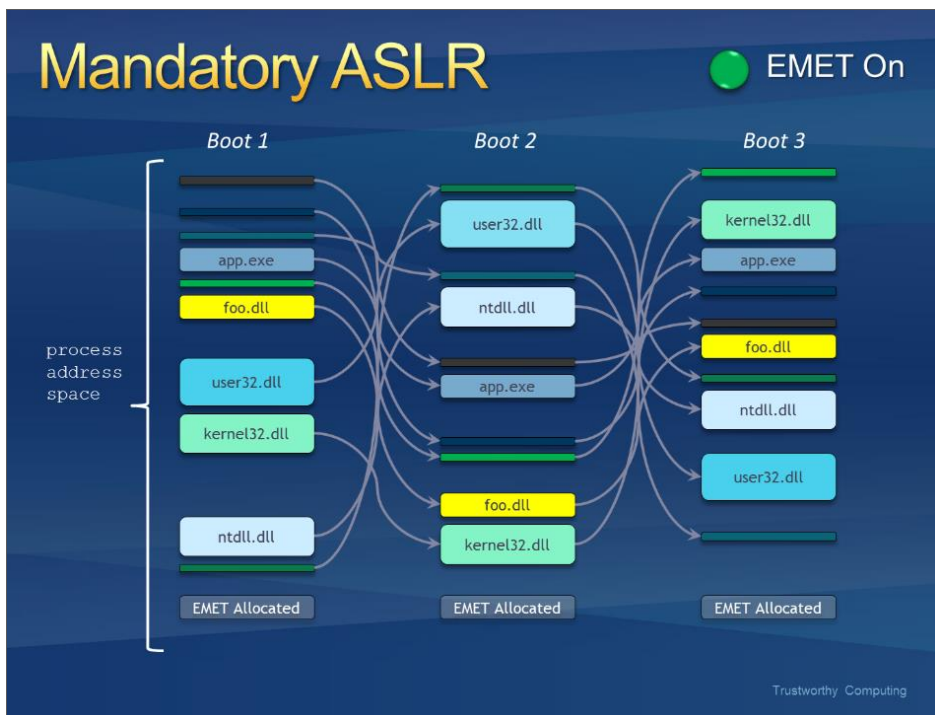 Mandatory ASLR
EMET On
Boot 1
Boot 2
Boot 3
process
address
space
app.exe
foo.dll
user32.dll
kernel32.dll
ntdll.dll
EMET Allocated
user32.dll
ntdll.dll
app.exe
foo.dll
kernel32.dll
EMET Allocated
kernel32.dll
app.exe
foo.dll
ntdll.dll
user32.dll
EMET Allocated
Trustworthy Computing